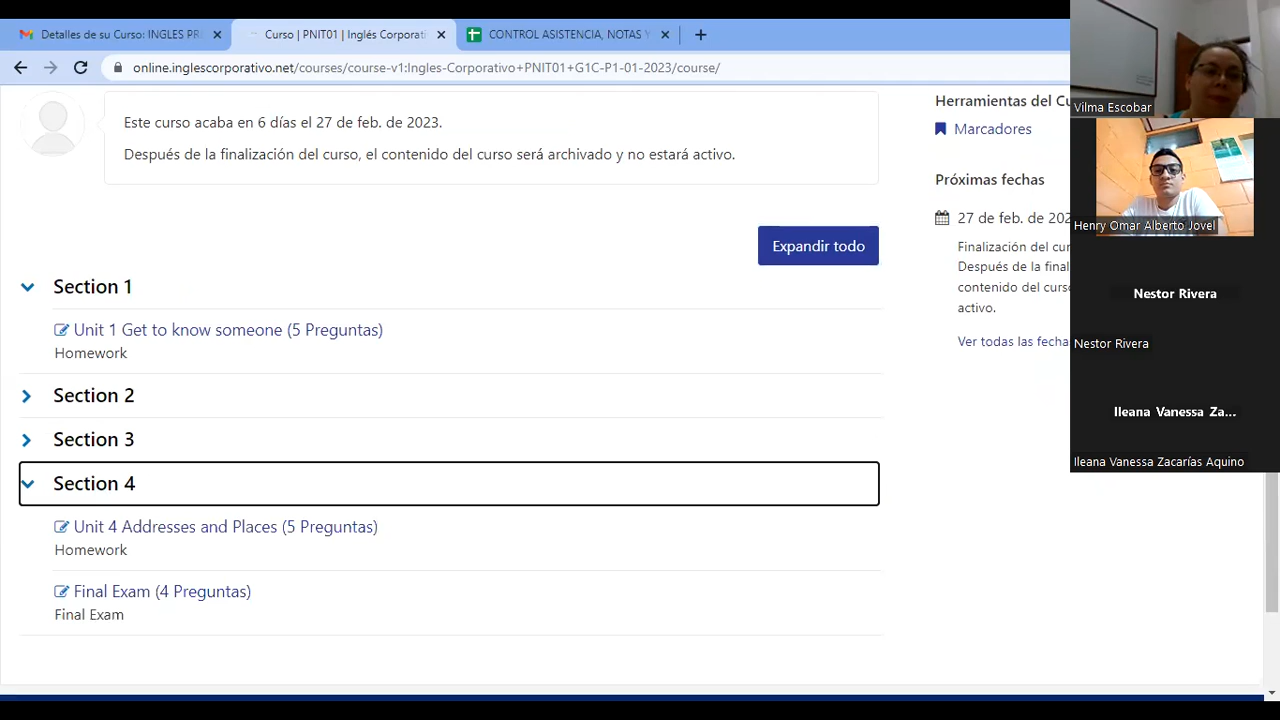 Detalles de su Curso: INGLES PRI
Curso | PNIT01 | Inglés Corporati
CONTROL ASISTENCIA, NOTAS Y
online.inglescorporativo.net/courses/course-v1:Ingles-Corporativo+PNIT01+G1C-P1-01-2023/course/
Este curso acaba en 6 días el 27 de feb. de 2023.
Después de la finalización del curso, el contenido del curso será archivado y no estará activo.
Expandir todo
Section 1
Unit 1 Get to know someone (5 Preguntas)
Homework
Section 2
Section 3
Section 4
Unit 4 Addresses and Places (5 Preguntas)
Homework
Final Exam (4 Preguntas)
Final Exam
Herramientas del Cu
Marcadores
Próximas fechas
27 de feb. de 202
Finalización del cur
Después de la final
contenido del curso
activo.
Ver todas las fecha
Vilma Escobar
Henry Omar Alberto Jovel
Nestor Rivera
Nestor Rivera
Ileana Vanessa Za...
Ileana Vanessa Zacarías Aquino